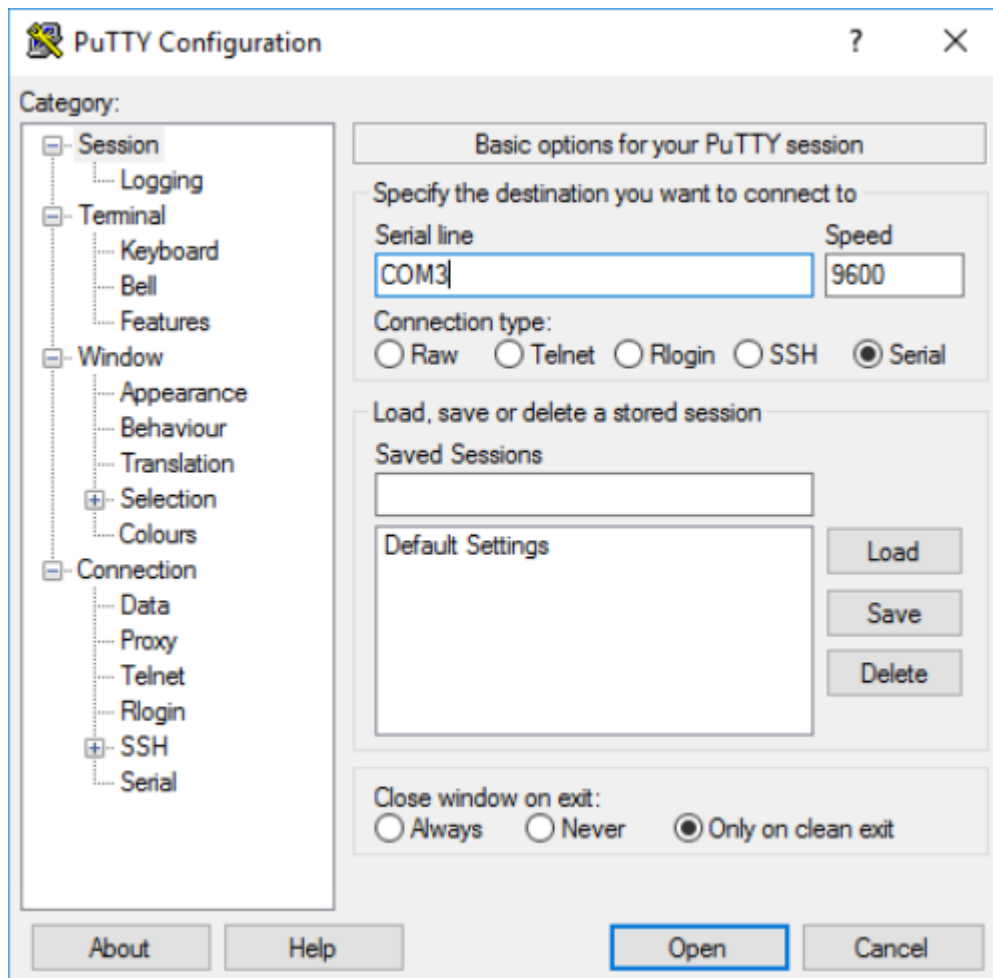 PuTTY Configuration
?
Category:
Session
Logging
Terminal
Keyboard
Bell
Features
Window
Appearance
Behaviour
Translation
Selection
Colours
Connection
Data
Proxy
Telnet
Rlogin
SSH
Serial
Basic options for your PuTTY session
Specify the destination you want to connect to
Serial line Speed
COM3 9600
Connection type:
Raw Telnet Rlogin SSH Serial
Load, save or delete a stored session
Saved Sessions
Default Settings
Load
Save
Delete
Close window on exit:
Always Never Only on clean exit
About Help Open Cancel